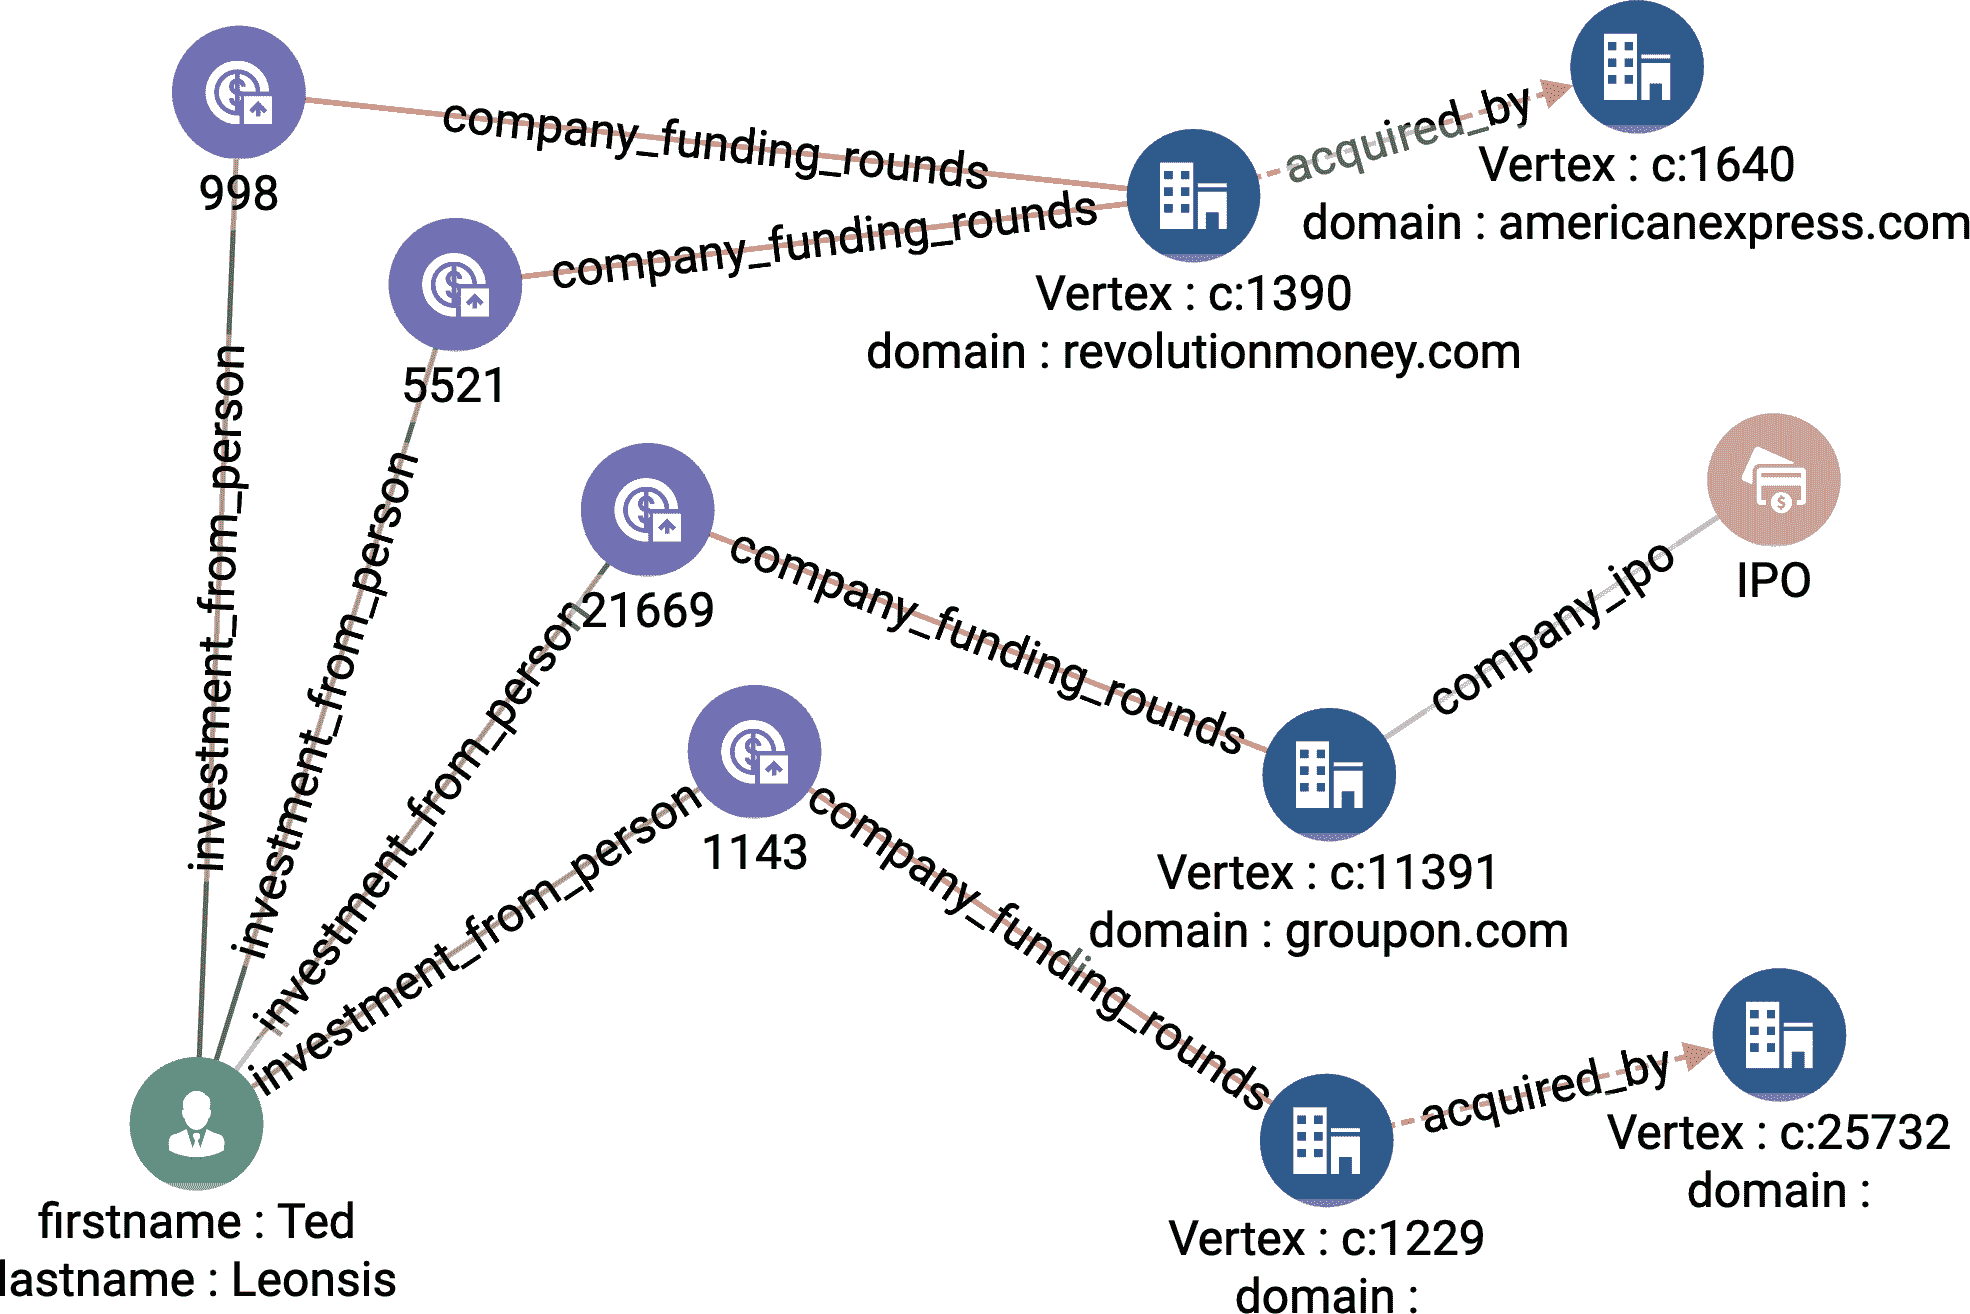 998
company_funding_rounds
acquired_by
Vertex : c:1640
domain : americanexpress.com
5521
company_funding_rounds
Vertex : c:1390
domain : revolutionmoney.com
investment_from_person
investment_from_person
21669
investment_from_person
company_funding_rounds
company_ipo
IPO
1143
investment_from_person
company_funding_rounds
Vertex : c:11391
domain : groupon.com
acquired_by
Vertex : c:25732
domain :
Vertex : c:1229
domain :
firstname : Ted
lastname : Leonsis